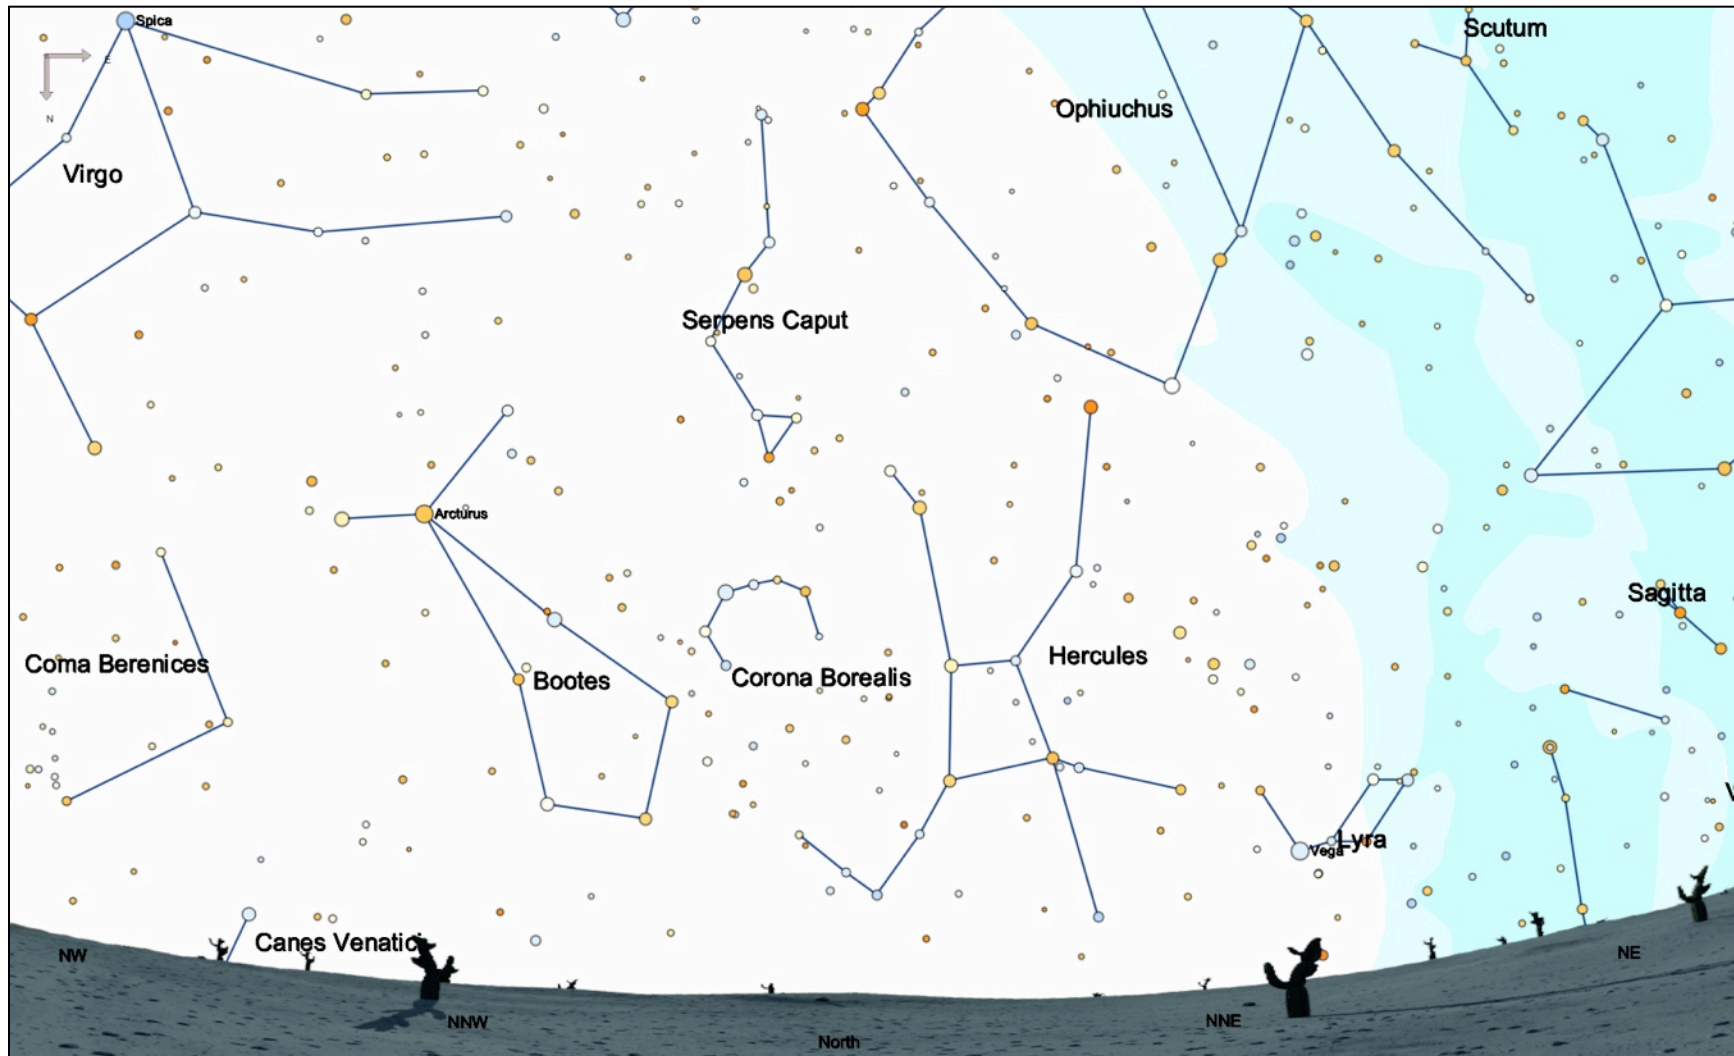 Spica
Scutum
E
Ophiuchus
N
Virgo
Serpens Caput
Arcturus
Sagitta
Coma Berenices
Hercules
Bootes
Corona Borealis
Lyra
Vega
Canes Venatici
NW
NE
NNW
NNE
North